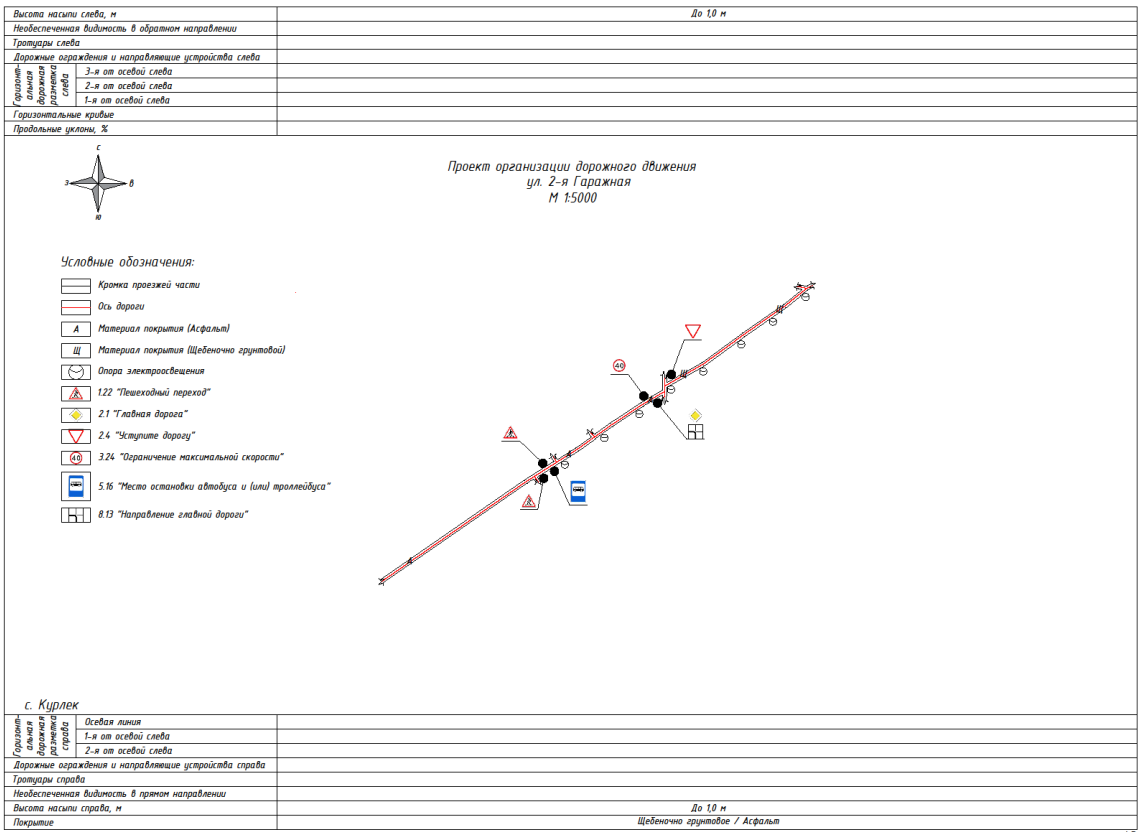 Высота насыпи слева, м
До 1,0 м
Необеспеченная видимость в обратном направлении
Тротуары слева
Дорожные ограждения и направляющие устройства слева
Горизонт-
альная
дорожная
разметка
слева
3-я от осевой слева
2-я от осевой слева
1-я от осевой слева
Горизонтальные кривые
Продольные уклоны, %
с
з
в
ю
Проект организации дорожного движения
ул. 2-я Гаражная
М 1:5000
Условные обозначения:
Кромка проезжей части
Ось дороги
А
Материал покрытия (Асфальт)
Щ
Материал покрытия (Щебеночно грунтовой)
Опора электроосвещения
1.22 "Пешеходный переход"
2.1 "Главная дорога"
2.4 "Уступите дорогу"
40
3.24 "Ограничение максимальной скорости"
5.16 "Место остановки автобуса и (или) троллейбуса"
8.13 "Направление главной дороги"
Щ
40
Щ
А
А
с. Курлек
Горизонт-
альная
дорожная
разметка
справа
Осевая линия
1-я от осевой слева
2-я от осевой слева
Дорожные ограждения и направляющие устройства справа
Тротуары справа
Необеспеченная видимость в прямом направлении
Высота насыпи справа, м
До 1,0 м
Покрытие
Щебеночно грунтовое / Асфальт